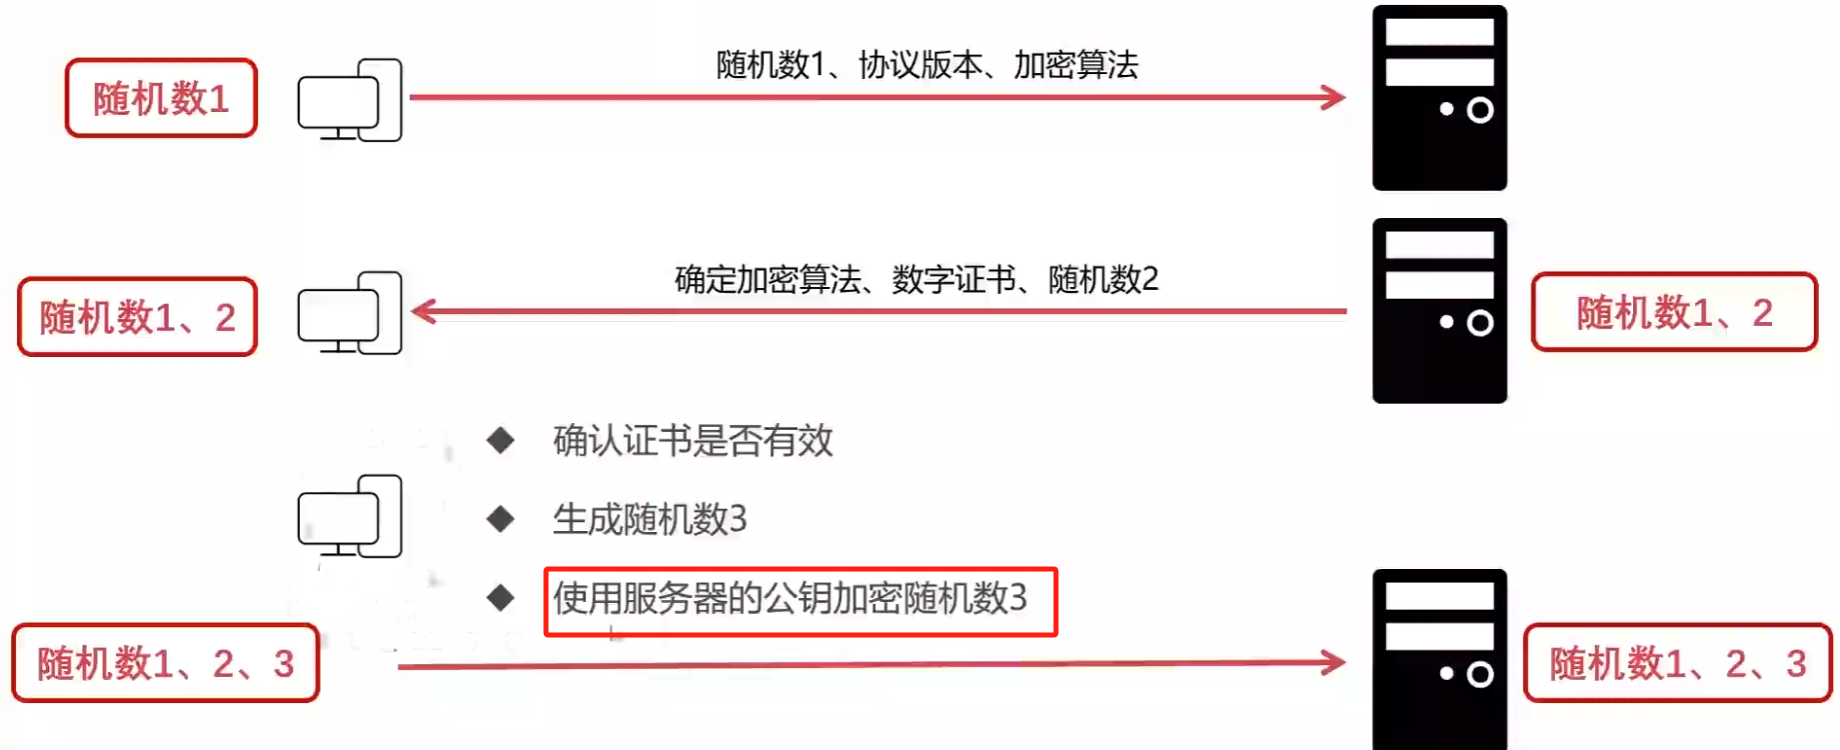 随机数1、协议版本、加密算法
随机数1
确定加密算法、数字证书、随机数2
随机数1、2
随机数1、2
确认证书是否有效
生成随机数3
使用服务器的公钥加密随机数3
随机数1、2、3
随机数1、2、3